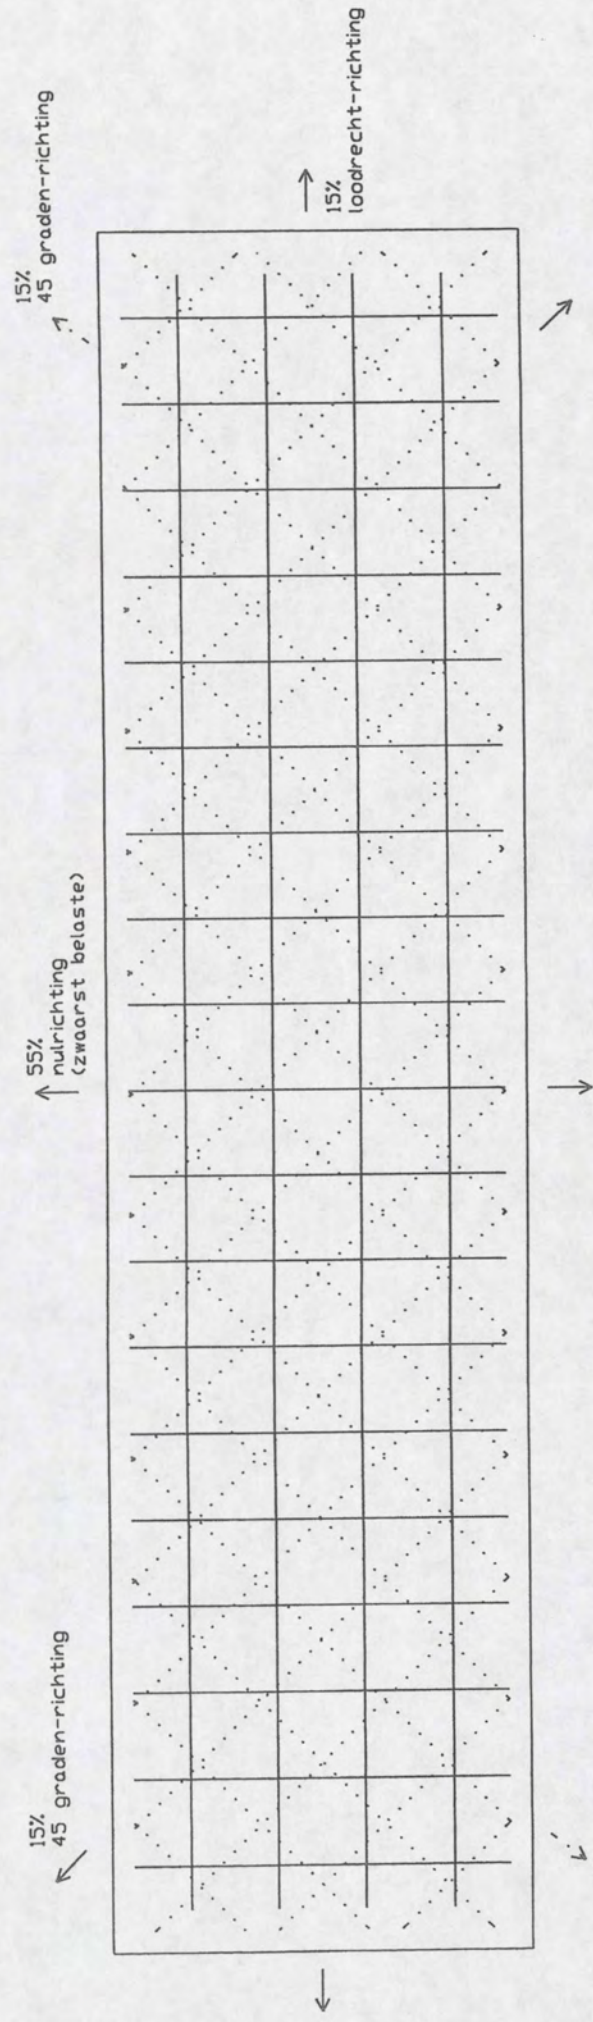 15%
45 graden-richting
55%
nulrichting
(zwaarst belaste)
15%
45 graden-richting
15%
loodrecht-richting